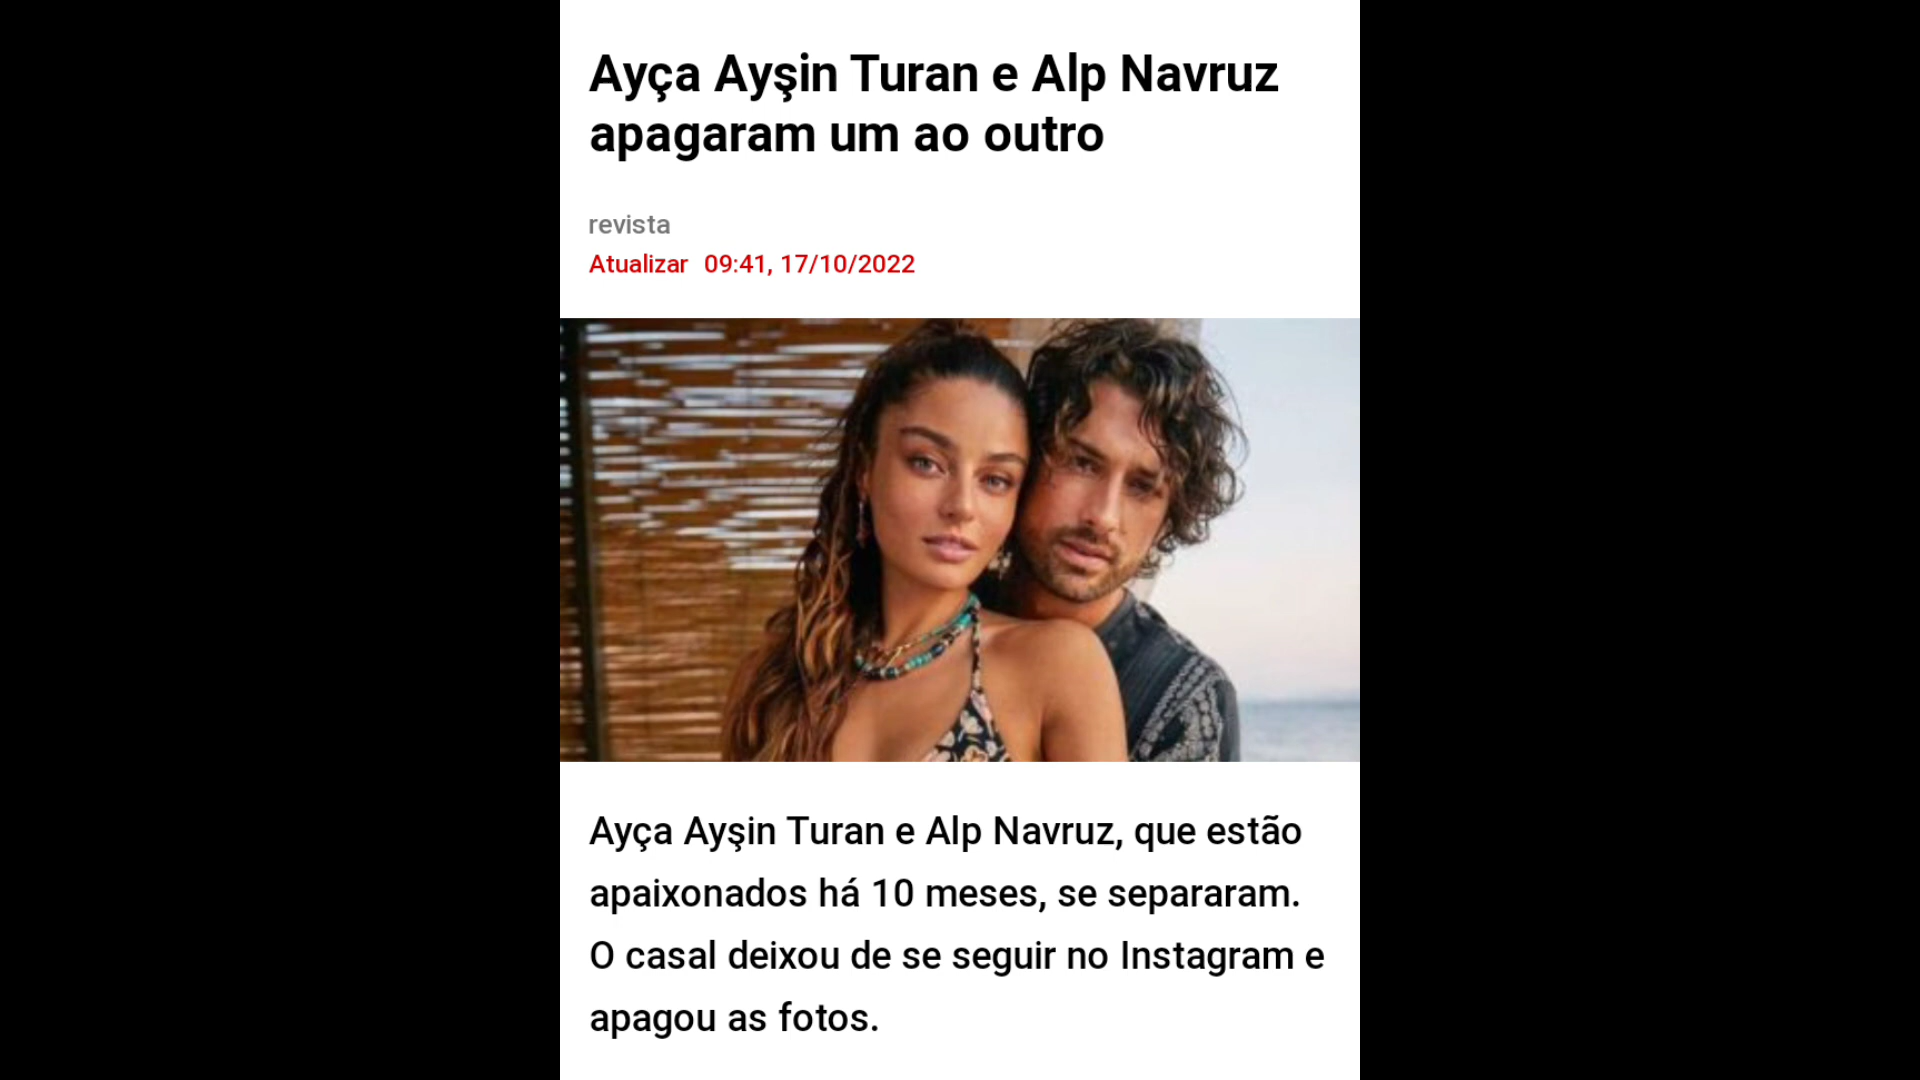 Ayça Ayşin Turan e Alp Navruz
apagaram um ao outro
revista
Atualizar 09:41, 17/10/2022
Ayça Ayşin Turan e Alp Navruz, que estão
apaixonados há 10 meses, se separaram.
O casal deixou de se seguir no Instagram e
apagou as fotos.